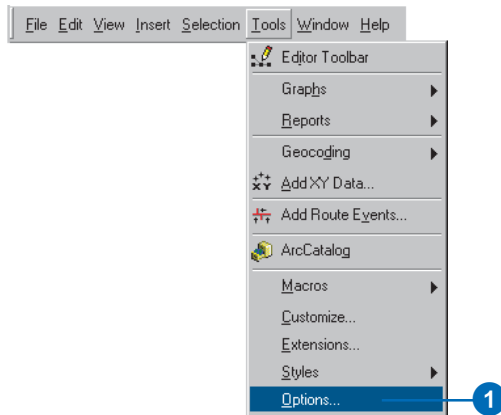 File Edit View Insert Selection Tools Window Help
Editor Toolbar
Graphs
Reports
Geocoding
Add XY Data...
Add Route Events...
ArcCatalog
Macros
Customize...
Extensions...
Styles
Options...
1